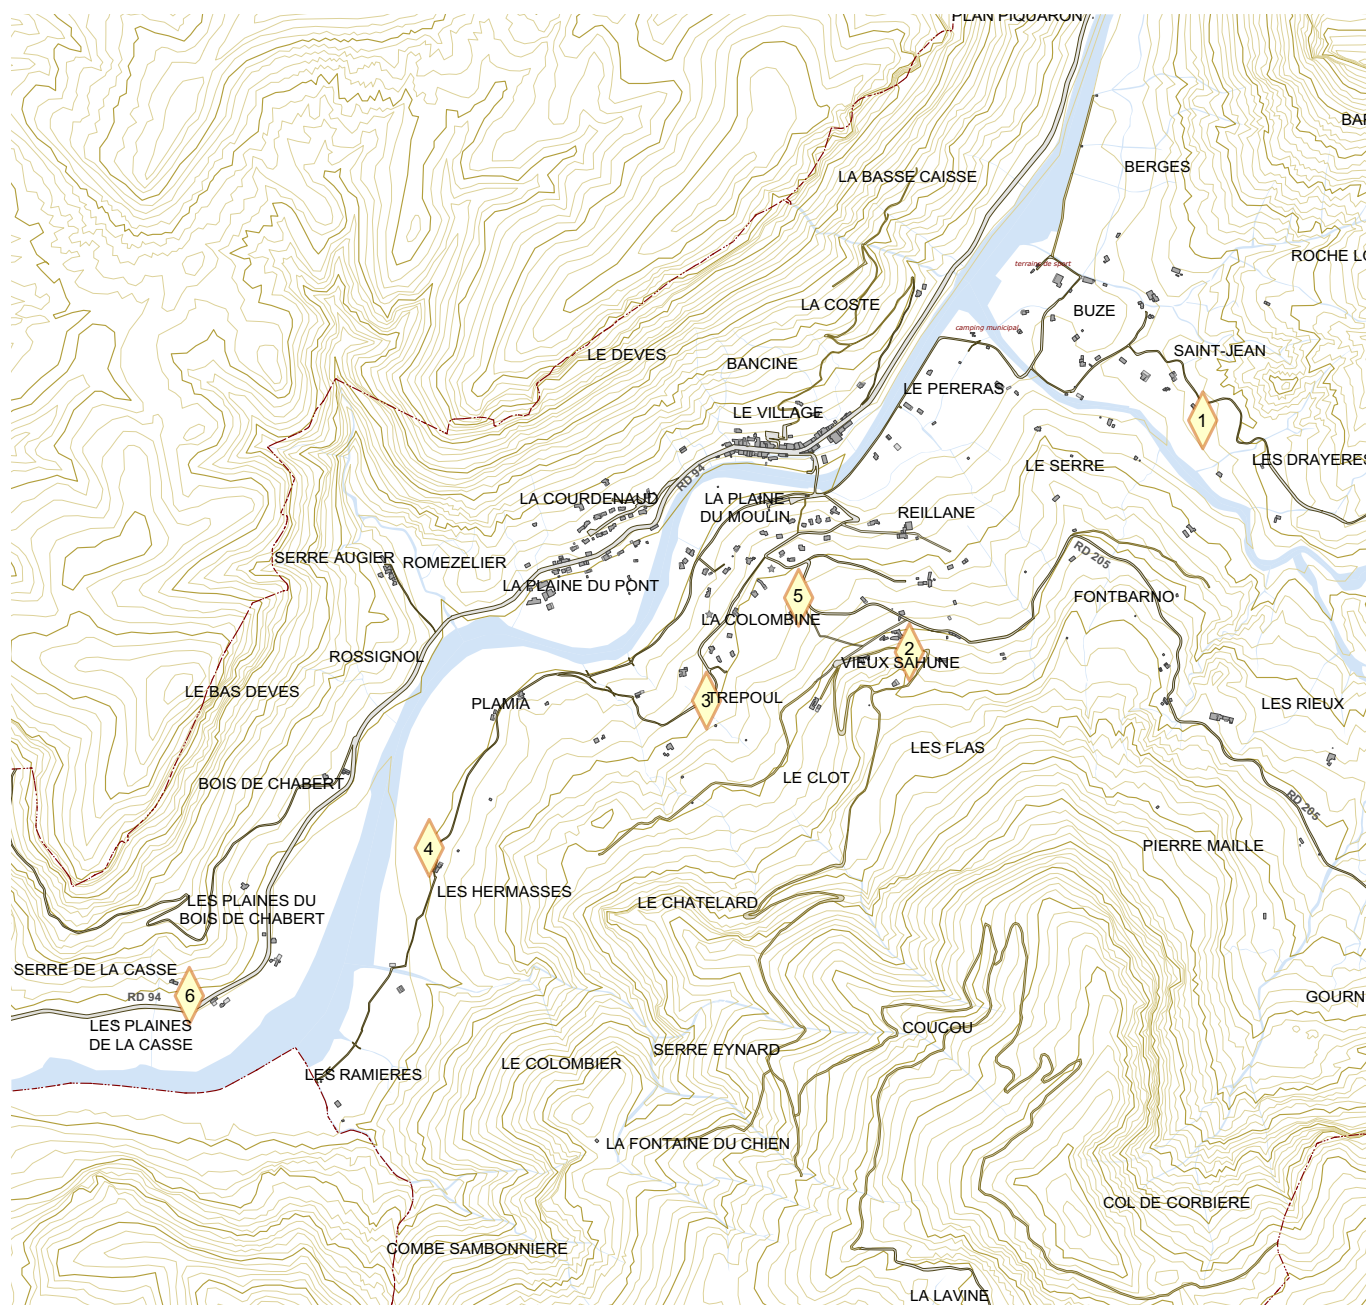 PLAN PIQUARON
BERGES
LA BASSE CAISSE
terrains de sport
LA COSTE
BUZE
camping municipal
SAINT-JEAN
LE DEVES
BANCINE
LE PERERAS
LE VILLAGE
1
LES DRAYERES
LE SERRE
RD 94
LA COURDENAUD
LA PLAINE
DU MOULIN
REILLANE
SERRE AUGIER
ROMEZELIER
RD 205
LA PLAINE DU PONT
5
FONTBARNO
LA COLOMBINE
2
ROSSIGNOL
VIEUX SAHUNE
LE BAS DEVES
PLAMIA
3
TREPOUL
LES RIEUX
LES FLAS
BOIS DE CHABERT
LE CLOT
RD 205
4
PIERRE MAILLE
LES HERMASSES
LES PLAINES DU
BOIS DE CHABERT
LE CHATELARD
SERRE DE LA CASSE
RD 94
6
GOURN
LES PLAINES
DE LA CASSE
COUCOU
SERRE EYNARD
LE COLOMBIER
LES RAMIERES
LA FONTAINE DU CHIEN
COL DE CORBIERE
COMBE SAMBONNIERE
LA LAVINE